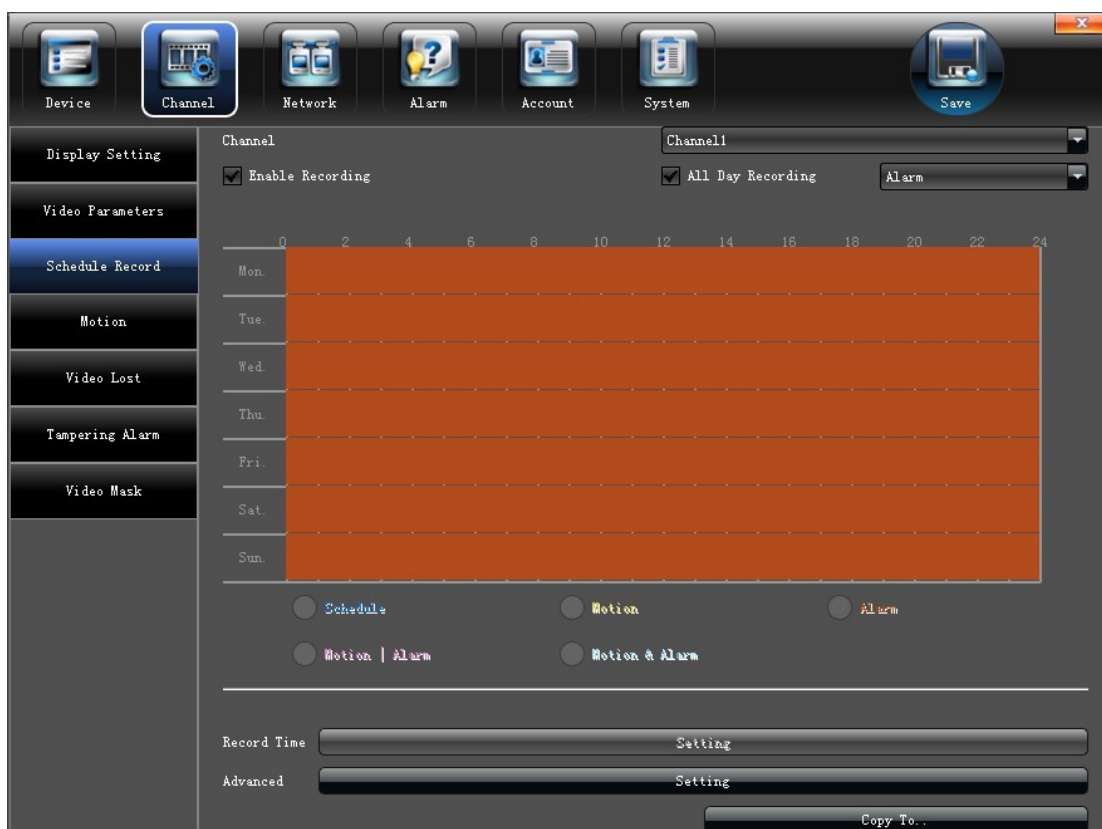 Device Channel Network Alarm Account System Save
Display Setting
Video Parameters
Schedule Record
Motion
Video Lost
Tampering Alarm
Video Mask
Channel Channel1
Enable Recording All Day Recording Alarm
0 2 4 6 8 10 12 14 16 18 20 22 24
Mon.
Tue.
Wed.
Thu.
Fri.
Sat.
Sun.
Schedule Motion Alarm
Motion | Alarm Motion & Alarm
Record Time Setting
Advanced Setting
Copy To..